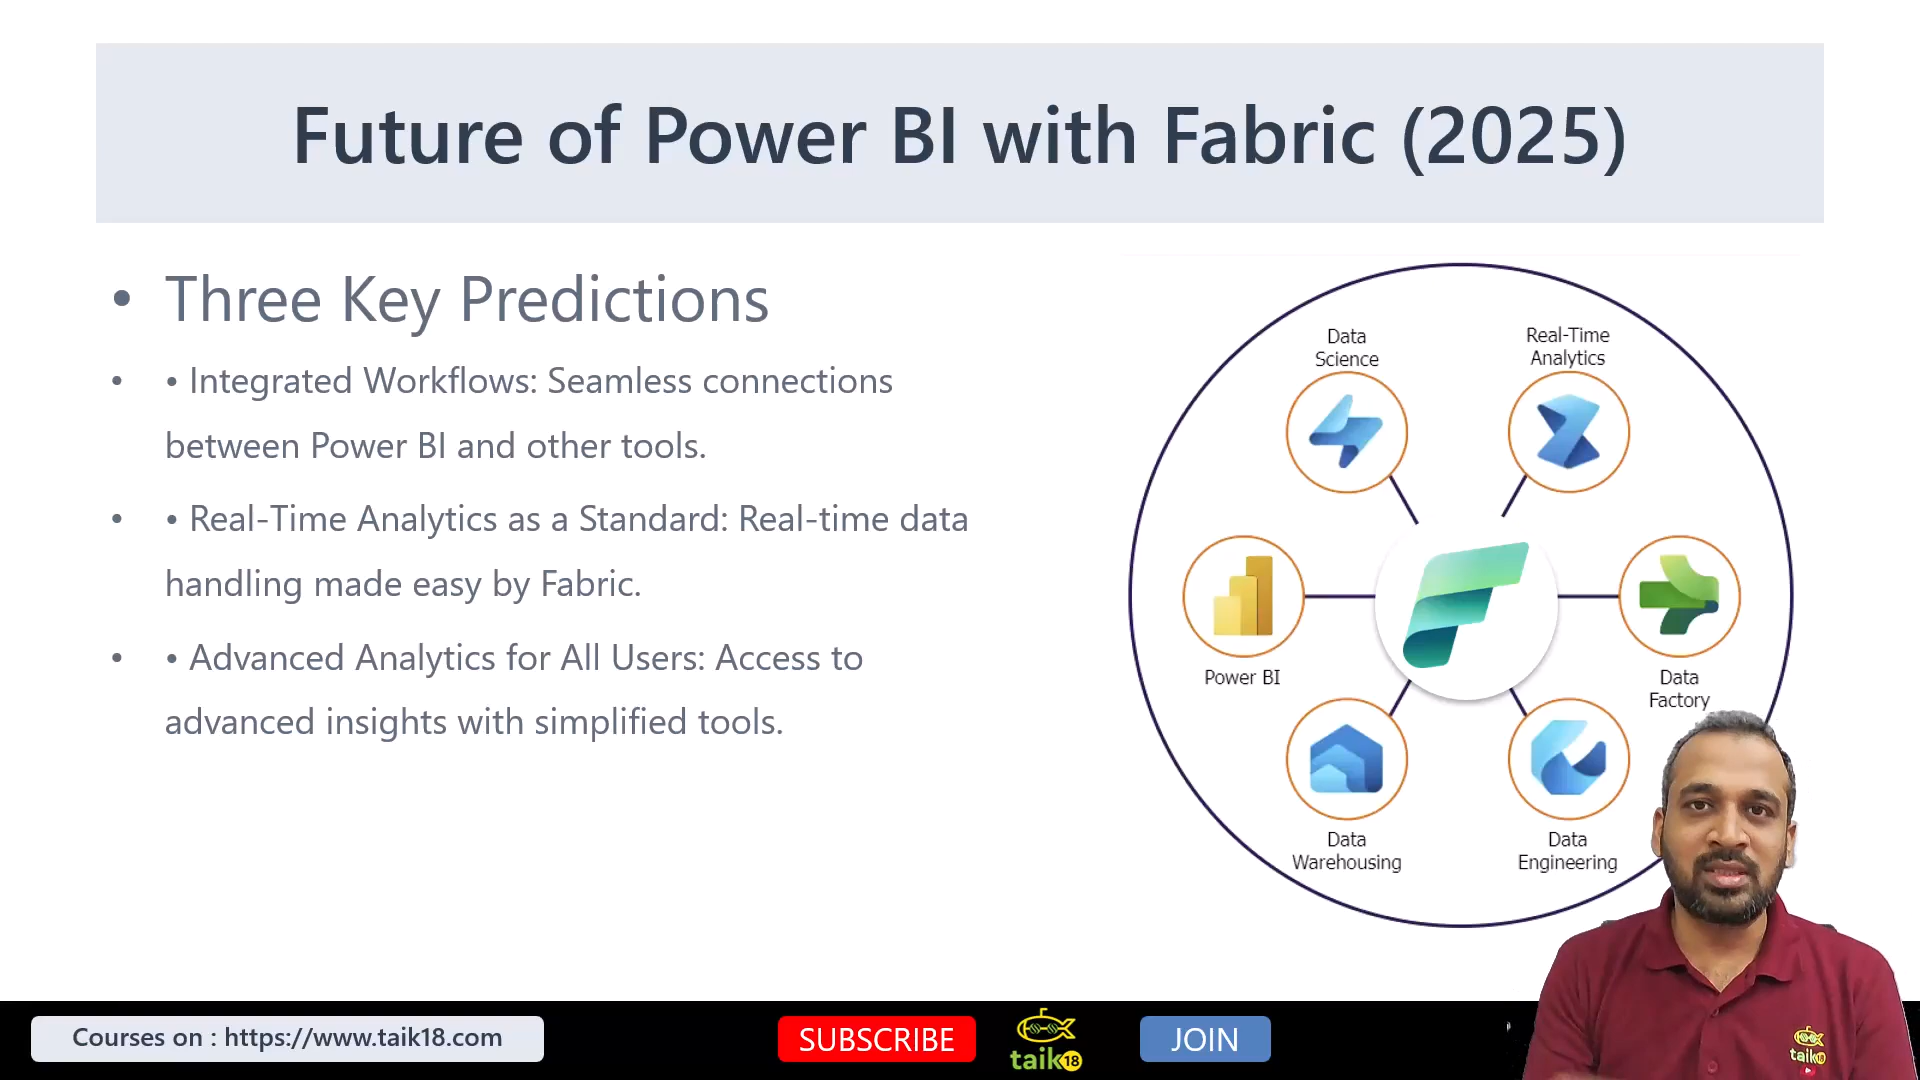 Future of Power BI with Fabric (2025)
• Three Key Predictions
• • Integrated Workflows: Seamless connections
between Power BI and other tools.
• • Real-Time Analytics as a Standard: Real-time data
handling made easy by Fabric.
• • Advanced Analytics for All Users: Access to
advanced insights with simplified tools.
Data
Science
Real-Time
Analytics
Power BI
Data
Factory
Data
Warehousing
Data
Engineering
Courses on : https://www.taik18.com
SUBSCRIBE
taik18
JOIN
taik18